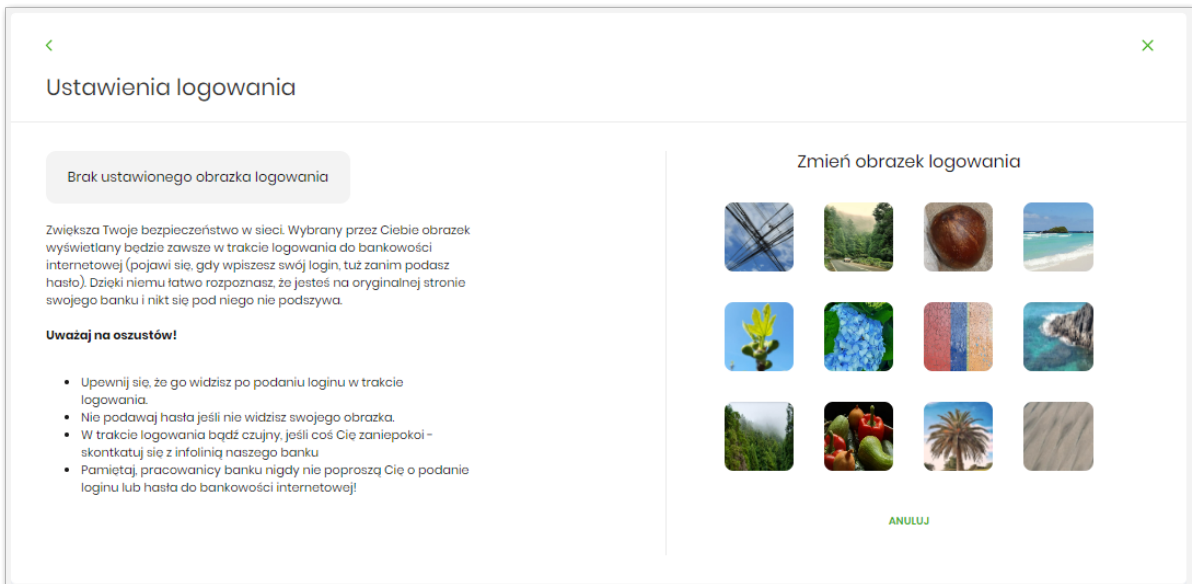 Ustawienia logowania
Brak ustawionego obrazka logowania
Zwiększa Twoje bezpieczeństwo w sieci. Wybrany przez Ciebie obrazek
wyświetlany będzie zawsze w trakcie logowania do bankowości
internetowej (pojawi się, gdy wpiszesz swój login, tuż zanim podasz
hasło). Dzięki niemu łatwo rozpoznasz, że jesteś na oryginalnej stronie
swojego banku i nikt się pod niego nie podszywa.
Uważaj na oszustów!
• Upewnij się, że go widzisz po podaniu loginu w trakcie
logowania.
• Nie podawaj hasła jeśli nie widzisz swojego obrazka.
• W trakcie logowania bądź czujny, jeśli coś Cię zaniepokoi -
skontkatuj się z infolinią naszego banku
• Pamiętaj, pracowanicy banku nigdy nie poproszą Cię o podanie
loginu lub hasła do bankowości internetowej!
Zmień obrazek logowania
ANULUJ